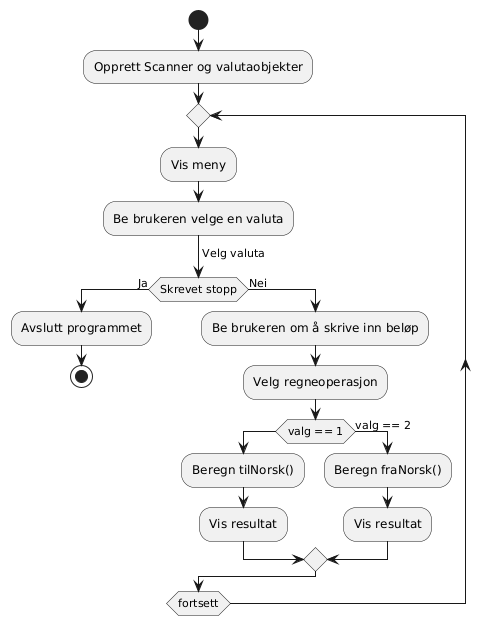 Opprett Scanner og valutaobjekter
Vis meny
Be brukeren velge en valuta
Velg valuta
Ja
Skrevet stopp
Nei
Avslutt programmet
Be brukeren om å skrive inn beløp
Velg regneoperasjon
valg == 1
valg == 2
Beregn tilNorsk()
Beregn fraNorsk()
Vis resultat
Vis resultat
fortsett